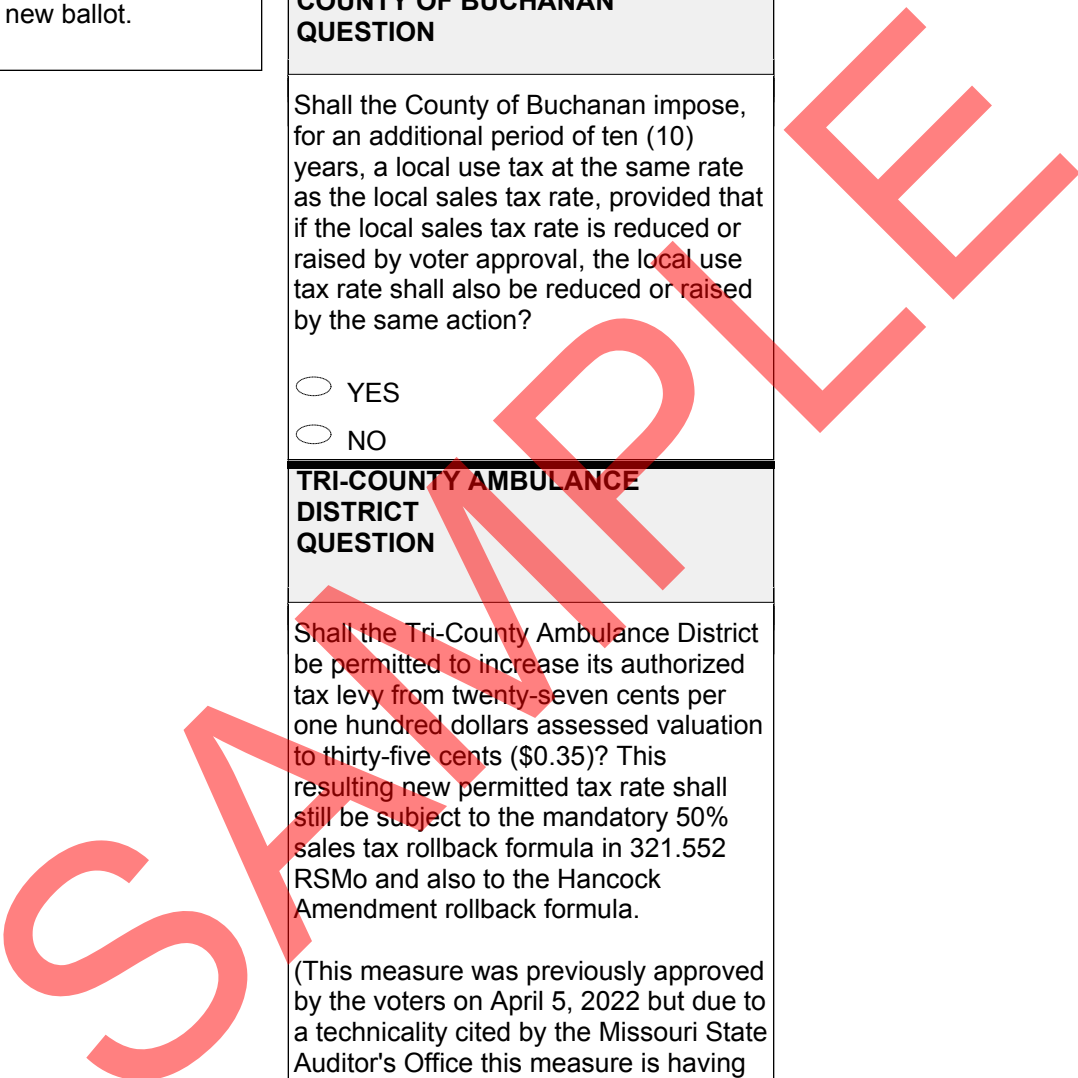 new ballot.
COUNTY OF BUCHANAN
QUESTION
Shall the County of Buchanan impose,
for an additional period of ten (10)
years, a local use tax at the same rate
as the local sales tax rate, provided that
if the local sales tax rate is reduced or
raised by voter approval, the local use
tax rate shall also be reduced or raised
by the same action?
YES
NO
TRI-COUNTY AMBULANCE
DISTRICT
QUESTION
Shall the Tri-County Ambulance District
be permitted to increase its authorized
tax levy from twenty-seven cents per
one hundred dollars assessed valuation
to thirty-five cents ($0.35)? This
resulting new permitted tax rate shall
still be subject to the mandatory 50%
sales tax rollback formula in 321.552
RSMo and also to the Hancock
Amendment rollback formula.
(This measure was previously approved
by the voters on April 5, 2022 but due to
a technicality cited by the Missouri State
Auditor's Office this measure is having
SAMPLE